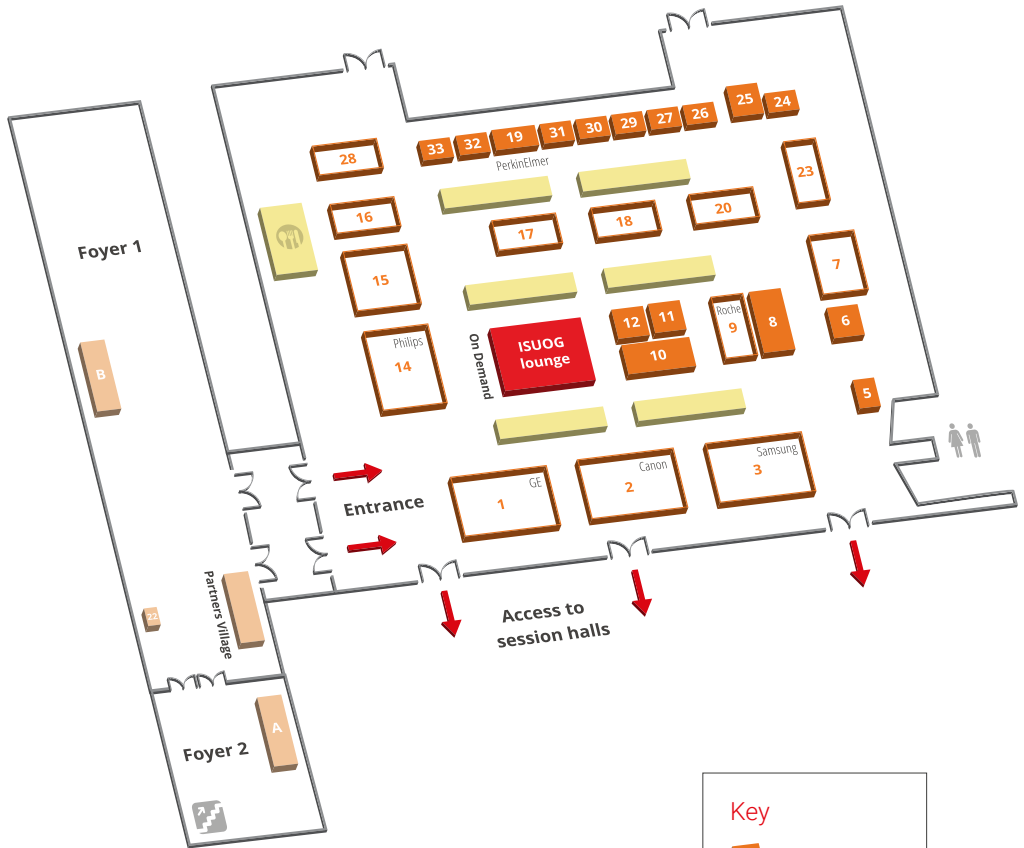 25
24
33
32
19
31
30
29
27
26
PerkinElmer
28
23
16
17
18
20
Foyer 1
15
7
12
11
Roche
9
8
6
ISUOG
lounge
On Demand
Philips
14
10
B
5
Samsung
3
Canon
2
GE
1
Entrance
Partners Village
22
Access to
session halls
A
Foyer 2
Key